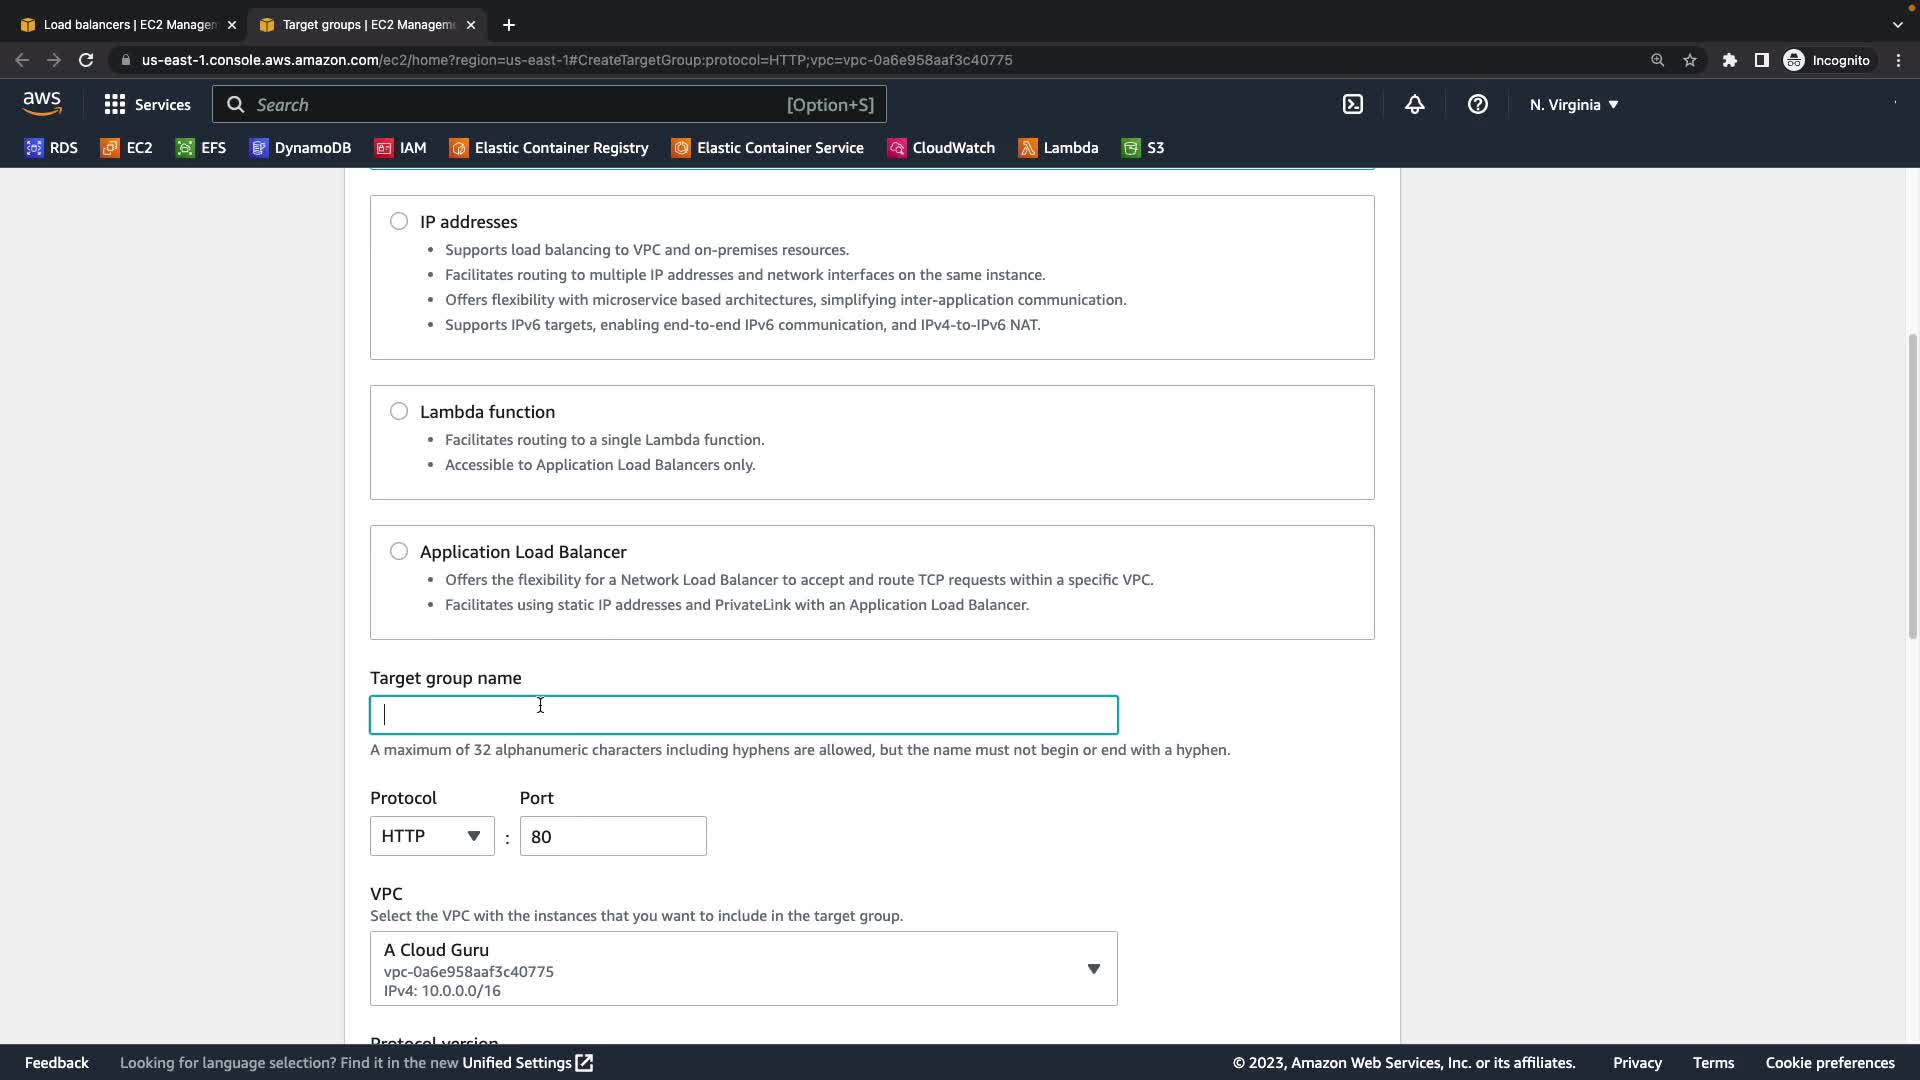 Load balancers | EC2 Managem
Target groups | EC2 Manageme
us-east-1.console.aws.amazon.com/ec2/home?region=us-east-1#CreateTargetGroup:protocol=HTTP;vpc=vpc-0a6e958aaf3c40775
Incognito
aws
Services
Search
[Option+S]
N. Virginia
RDS
EC2
EFS
DynamoDB
IAM
Elastic Container Registry
Elastic Container Service
CloudWatch
Lambda
S3
IP addresses
• Supports load balancing to VPC and on-premises resources.
• Facilitates routing to multiple IP addresses and network interfaces on the same instance.
• Offers flexibility with microservice based architectures, simplifying inter-application communication.
• Supports IPv6 targets, enabling end-to-end IPv6 communication, and IPv4-to-IPv6 NAT.
Lambda function
• Facilitates routing to a single Lambda function.
• Accessible to Application Load Balancers only.
Application Load Balancer
• Offers the flexibility for a Network Load Balancer to accept and route TCP requests within a specific VPC.
• Facilitates using static IP addresses and PrivateLink with an Application Load Balancer.
Target group name
A maximum of 32 alphanumeric characters including hyphens are allowed, but the name must not begin or end with a hyphen.
Protocol
Port
HTTP
:
80
VPC
Select the VPC with the instances that you want to include in the target group.
A Cloud Guru
vpc-0a6e958aaf3c40775
IPv4: 10.0.0.0/16
Protocol version
Feedback
Looking for language selection? Find it in the new Unified Settings
© 2023, Amazon Web Services, Inc. or its affiliates.
Privacy
Terms
Cookie preferences